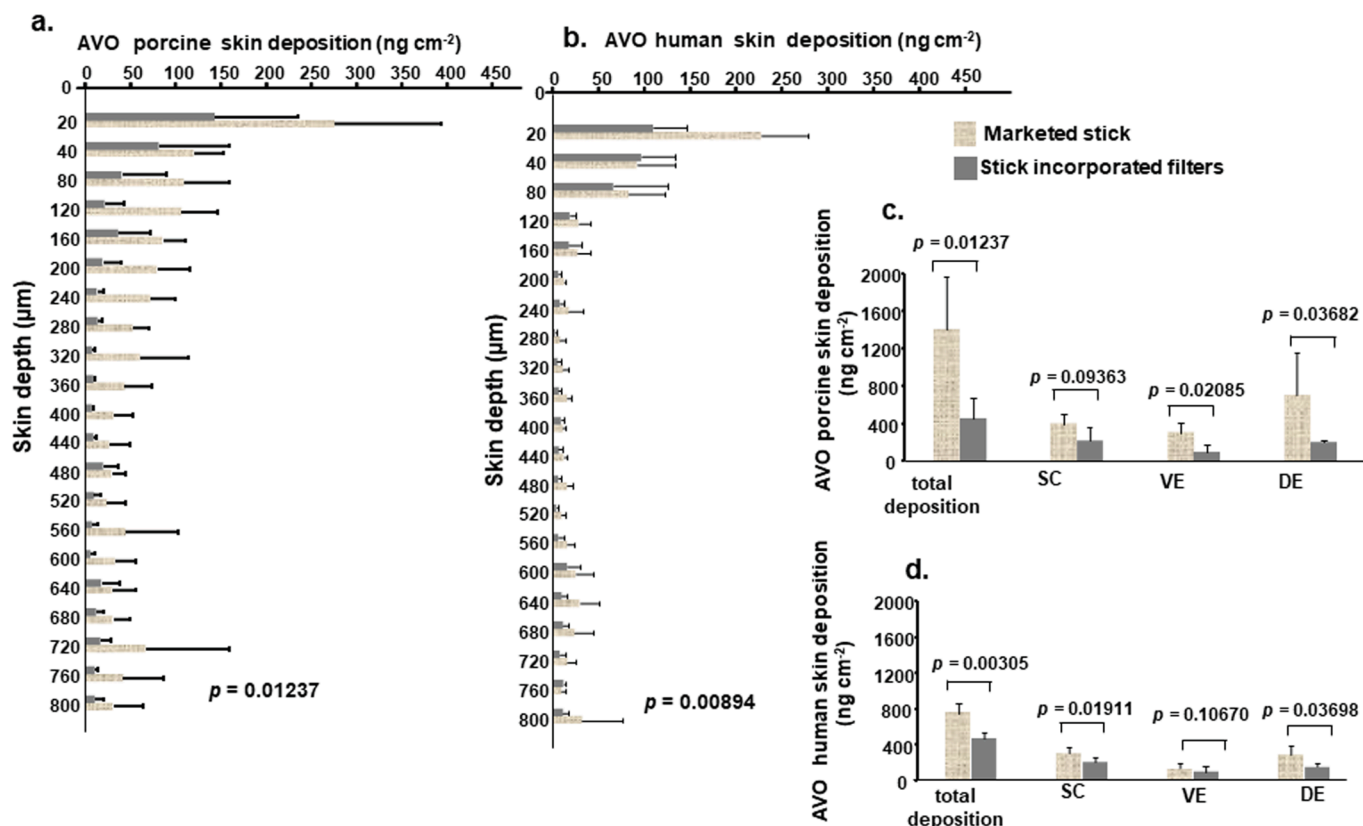 a.
AVO porcine skin deposition (ng cm-2)
0 50 100 150 200 250 300 350 400 450
0
20
40
80
120
160
200
240
280
320
360
400
440
480
520
560
600
640
680
720
760
800
Skin depth (µm)
p = 0.01237
b.
AVO human skin deposition (ng cm-2)
0 50 100 150 200 250 300 350 400 450
0
20
40
80
120
160
200
240
280
320
360
400
440
480
520
560
600
640
680
720
760
800
Skin depth (µm)
p = 0.00894
Marketed stick
Stick incorporated filters
c.
AVO porcine skin deposition
(ng cm-2)
2000
1600
1200
800
400
0
p = 0.01237
p = 0.09363
p = 0.02085
p = 0.03682
total
deposition
SC
VE
DE
d.
AVO human skin deposition
(ng cm-2)
2000
1600
1200
800
400
0
p = 0.00305
p = 0.01911
p = 0.10670
p = 0.03698
total
deposition
SC
VE
DE